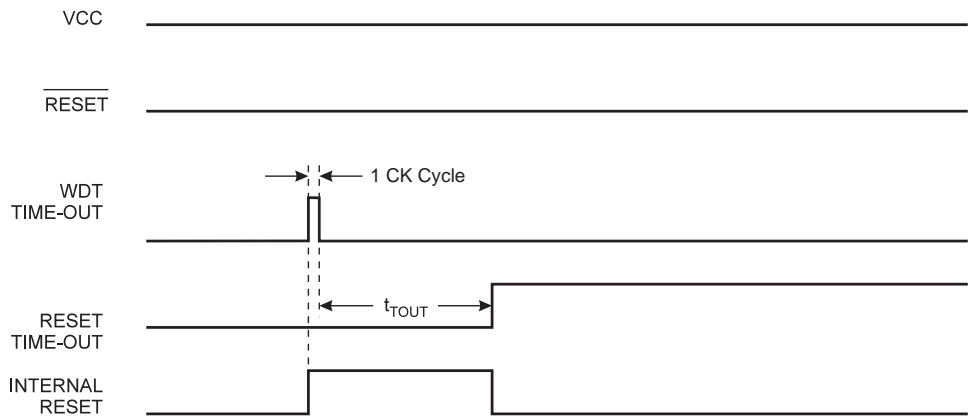 VCC
RESET
1 CK Cycle
WDT
TIME-OUT
tTOUT
RESET
TIME-OUT
INTERNAL
RESET